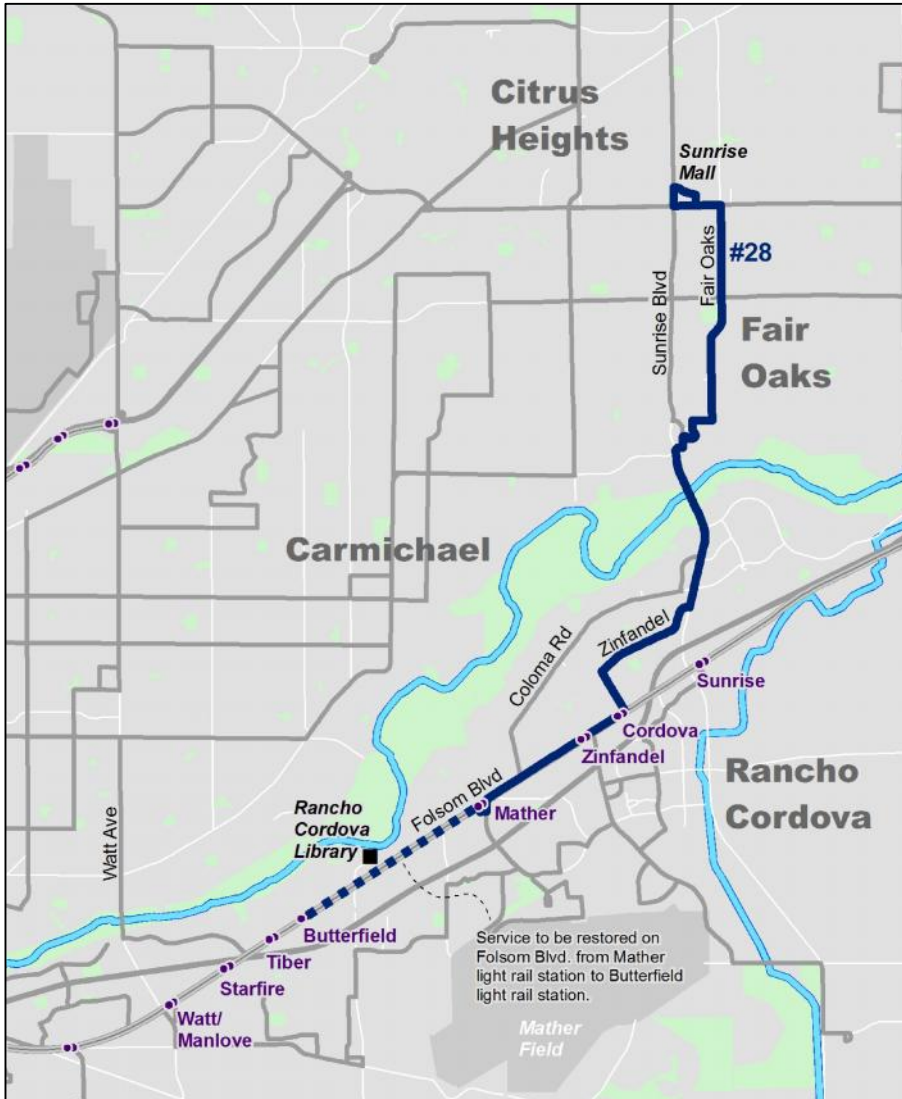 Citrus
Heights
Sunrise
Mall
#28
Fair Oaks
Sunrise Blvd
Fair
Oaks
Carmichael
Zinfandel
Coloma Rd
Sunrise
Cordova
Zinfandel
Rancho
Cordova
Folsom Blvd
Mather
Rancho
Cordova
Library
Watt Ave
Butterfield
Tiber
Starfire
Watt/
Manlove
Service to be restored on
Folsom Blvd. from Mather
light rail station to Butterfield
light rail station.
Mather
Field